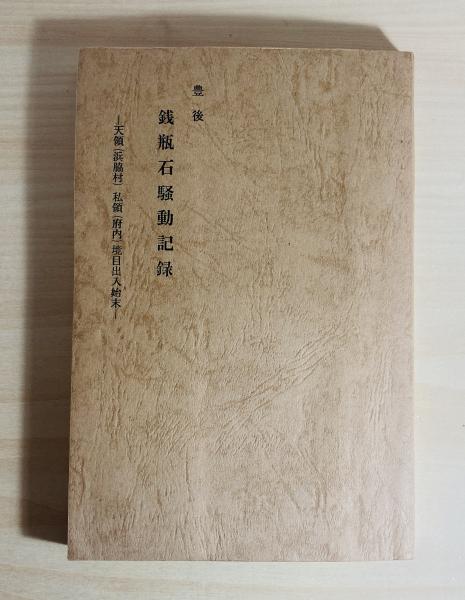 豊後
銭瓶石騒動記録
―天領（浜脇村）私領（府内）境目出入始末―